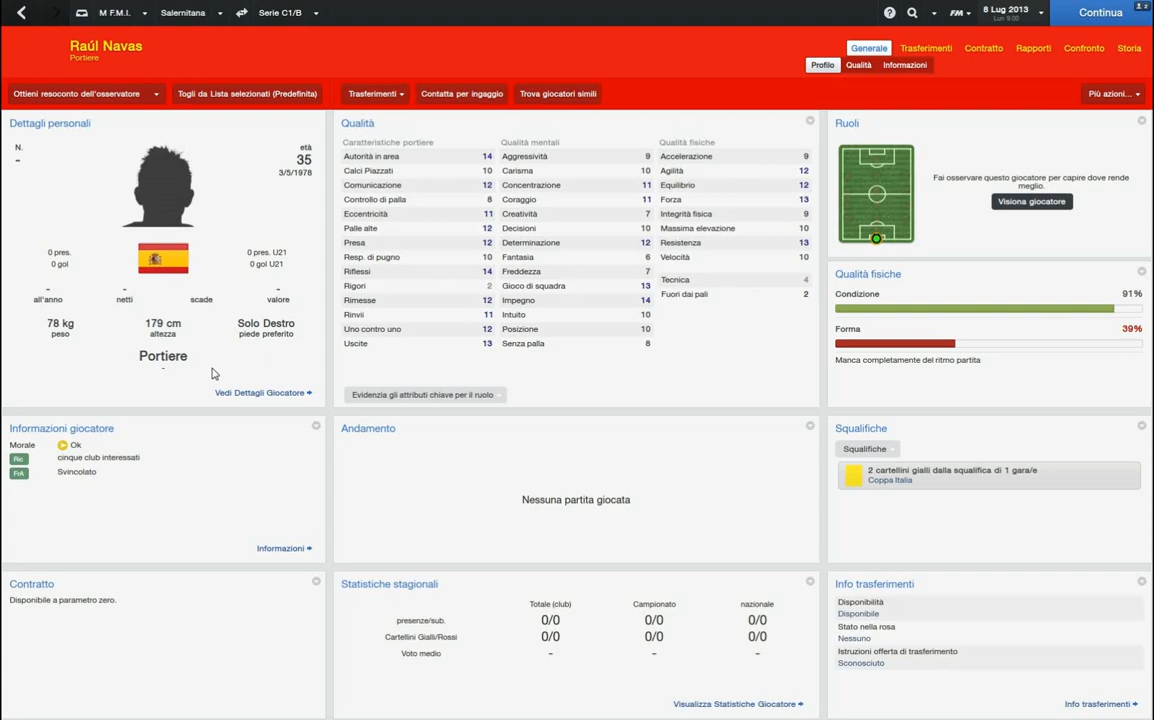 M F.M.I. Salernitana Serie C1/B FM 8 Lug 2013 Lun 9.00 Continua 2
Raúl Navas
Portiere
Generale Trasferimenti Contratto Rapporti Confronto Storia
Profilo Qualità Informazioni
Ottieni resoconto dell'osservatore Togli da Lista selezionati (Predefinita) Trasferimenti Contatta per ingaggio Trova giocatori simili Più azioni...
Dettagli personali
N.
-
età
35
3/5/1978
0 pres.
0 gol
0 pres. U21
0 gol U21
- - -
all'anno netti scade valore
78 kg
peso
179 cm
altezza
Solo Destro
piede preferito
Portiere
-
Vedi Dettagli Giocatore
Qualità
Caratteristiche portiere Qualità mentali Qualità fisiche
Autorità in area 14 Aggressività 9 Accelerazione 9
Calci Piazzati 10 Carisma 10 Agilità 12
Comunicazione 12 Concentrazione 11 Equilibrio 12
Controllo di palla 8 Coraggio 11 Forza 13
Eccentricità 11 Creatività 7 Integrità fisica 9
Palle alte 12 Decisioni 10 Massima elevazione 10
Presa 12 Determinazione 12 Resistenza 13
Resp. di pugno 10 Fantasia 6 Velocità 10
Riflessi 14 Freddezza 7 Tecnica 4
Rigori 2 Gioco di squadra 13 Fuori dai pali 2
Rimesse 12 Impegno 14
Rinvii 11 Intuito 10
Uno contro uno 12 Posizione 10
Uscite 13 Senza palla 8
Evidenzia gli attributi chiave per il ruolo
Ruoli
Fai osservare questo giocatore per capire dove rende
meglio.
Visiona giocatore
Qualità fisiche
Condizione 91%
Forma 39%
Manca completamente del ritmo partita
Informazioni giocatore
Morale Ok
Ric cinque club interessati
FrA Svincolato
Informazioni
Andamento
Nessuna partita giocata
Squalifiche
Squalifiche
2 cartellini gialli dalla squalifica di 1 gara/e
Coppa Italia
Contratto
Disponibile a parametro zero.
Statistiche stagionali
Totale (club) Campionato nazionale
presenze/sub. 0/0 0/0 0/0
Cartellini Gialli/Rossi 0/0 0/0 0/0
Voto medio - - -
Visualizza Statistiche Giocatore
Info trasferimenti
Disponibilità
Disponibile
Stato nella rosa
Nessuno
Istruzioni offerta di trasferimento
Sconosciuto
Info trasferimenti